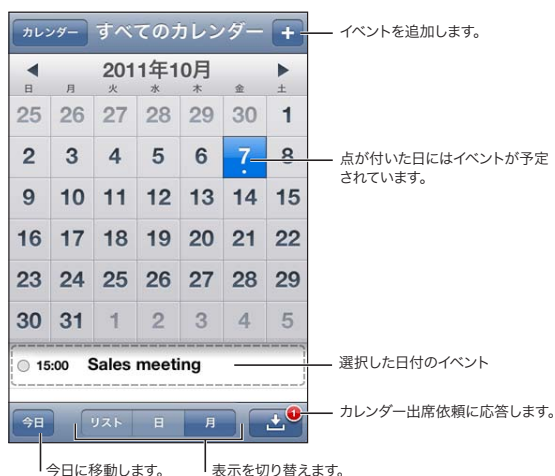 カレンダー すべてのカレンダー +
イベントを追加します。
2011年10月
日 月 火 水 木 金 土
25 26 27 28 29 30 1
2 3 4 5 6 7 8
点が付いた日にはイベントが予定
されています。
9 10 11 12 13 14 15
16 17 18 19 20 21 22
23 24 25 26 27 28 29
30 31 1 2 3 4 5
15:00 Sales meeting
選択した日付のイベント
今日 リスト 日 月 1
カレンダー出席依頼に応答します。
今日に移動します。
表示を切り替えます。